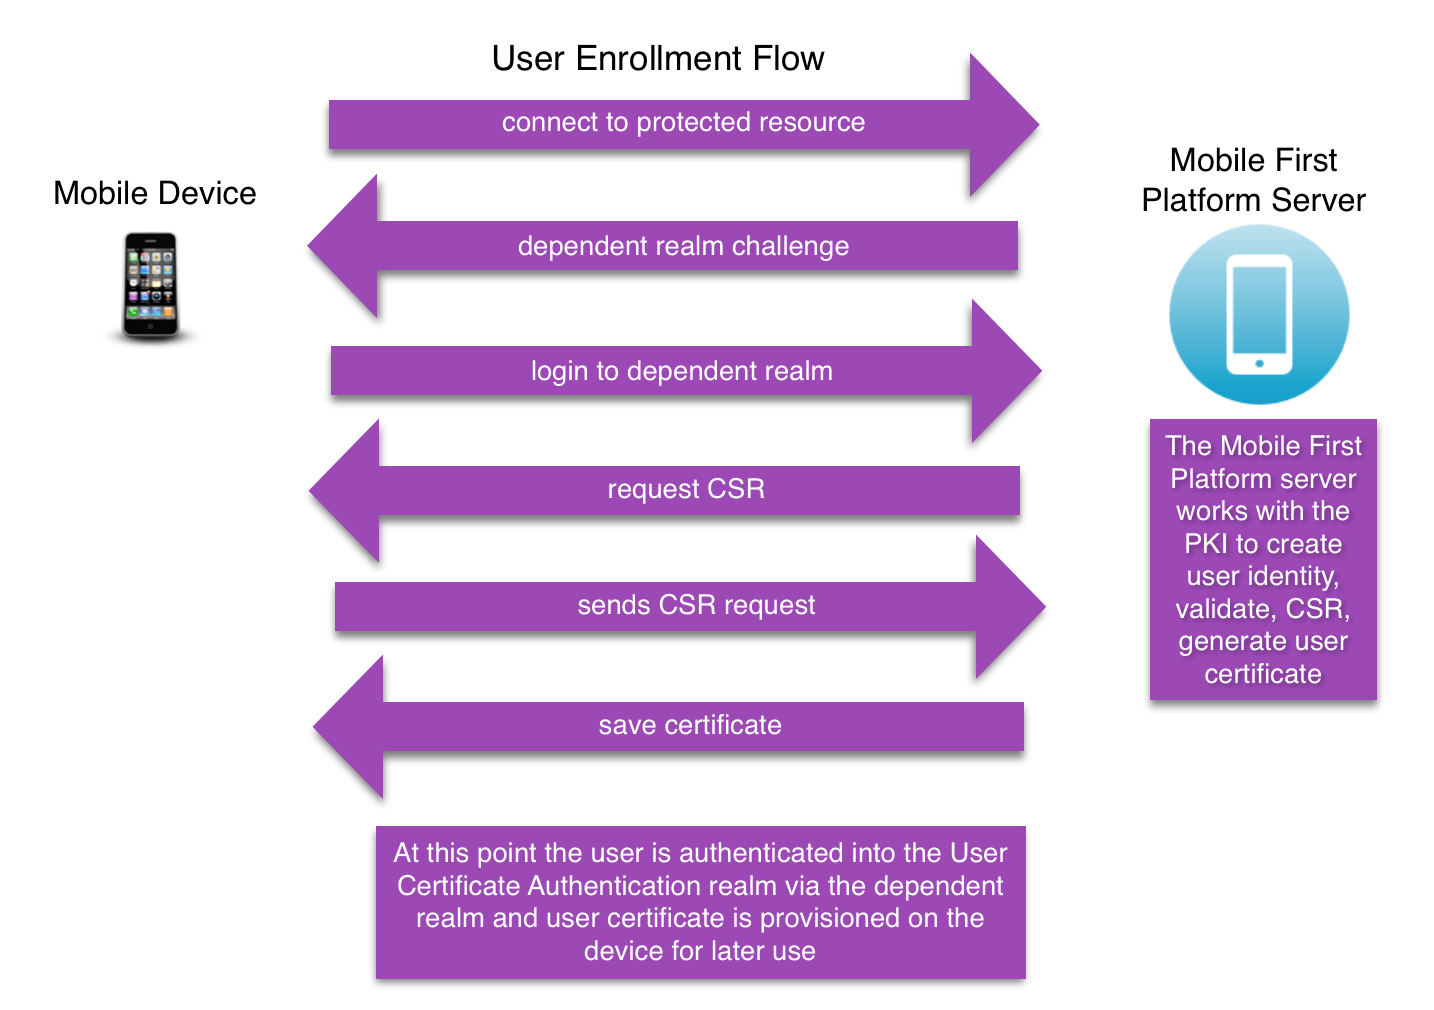 User Enrollment Flow
connect to protected resource
Mobile First
Platform Server
Mobile Device
dependent realm challenge
login to dependent realm
request CSR
The Mobile First
Platform server
works with the
PKI to create
user identity,
validate, CSR,
generate user
certificate
sends CSR request
save certificate
At this point the user is authenticated into the User
Certificate Authentication realm via the dependent
realm and user certificate is provisioned on the
device for later use